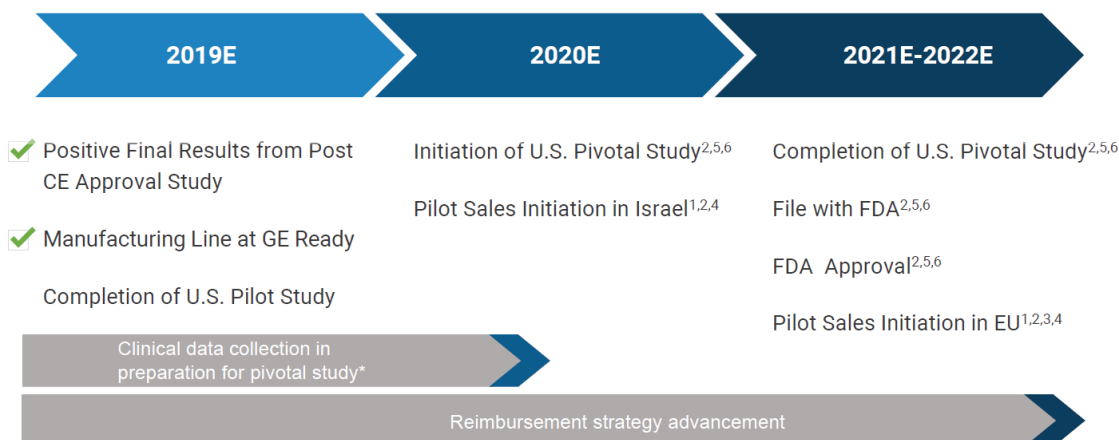 2019E
2020E
2021E-2022E
Positive Final Results from Post
CE Approval Study
Manufacturing Line at GE Ready
Completion of U.S. Pilot Study
Initiation of U.S. Pivotal Study2,5,6
Pilot Sales Initiation in Israel1,2,4
Completion of U.S. Pivotal Study2,5,6
File with FDA2,5,6
FDA Approval2,5,6
Pilot Sales Initiation in EU1,2,3,4
Clinical data collection in
preparation for pivotal study*
Reimbursement strategy advancement